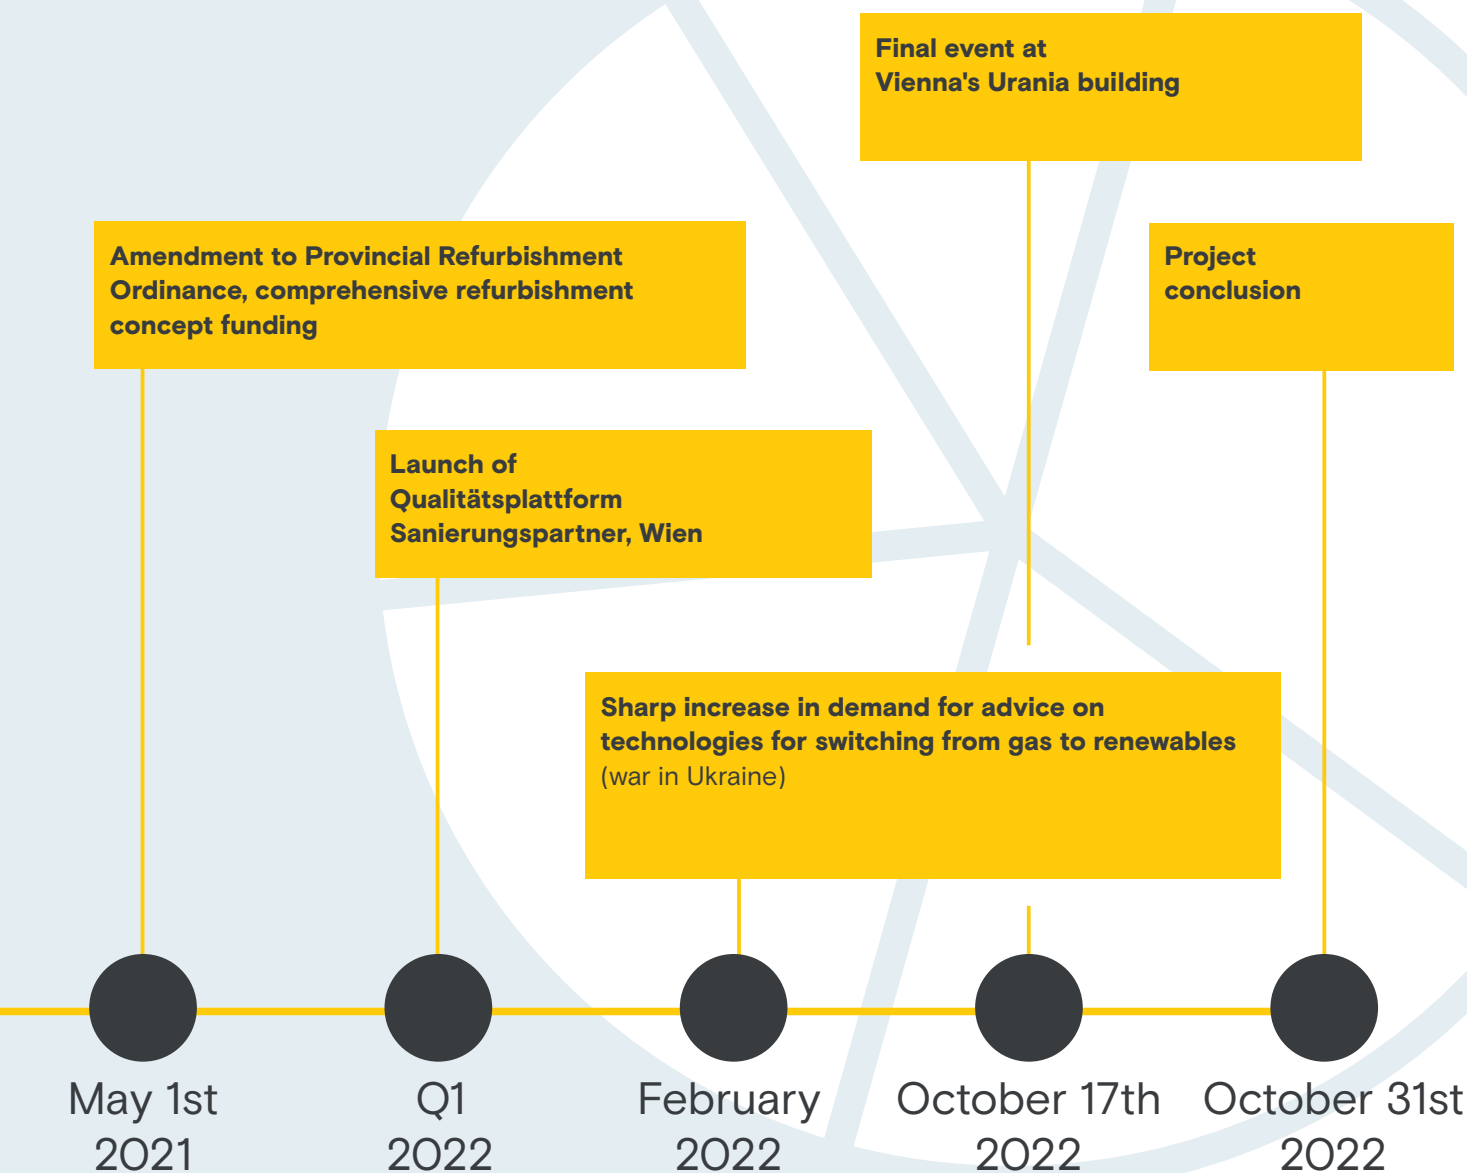 Final event at
Vienna's Urania building
Amendment to Provincial Refurbishment
Ordinance, comprehensive refurbishment
concept funding
Project
conclusion
Launch of
Qualitätsplattform
Sanierungspartner, Wien
Sharp increase in demand for advice on
technologies for switching from gas to renewables
(war in Ukraine)
May 1st
2021
Q1
2022
February
2022
October 17th
2022
October 31st
2022